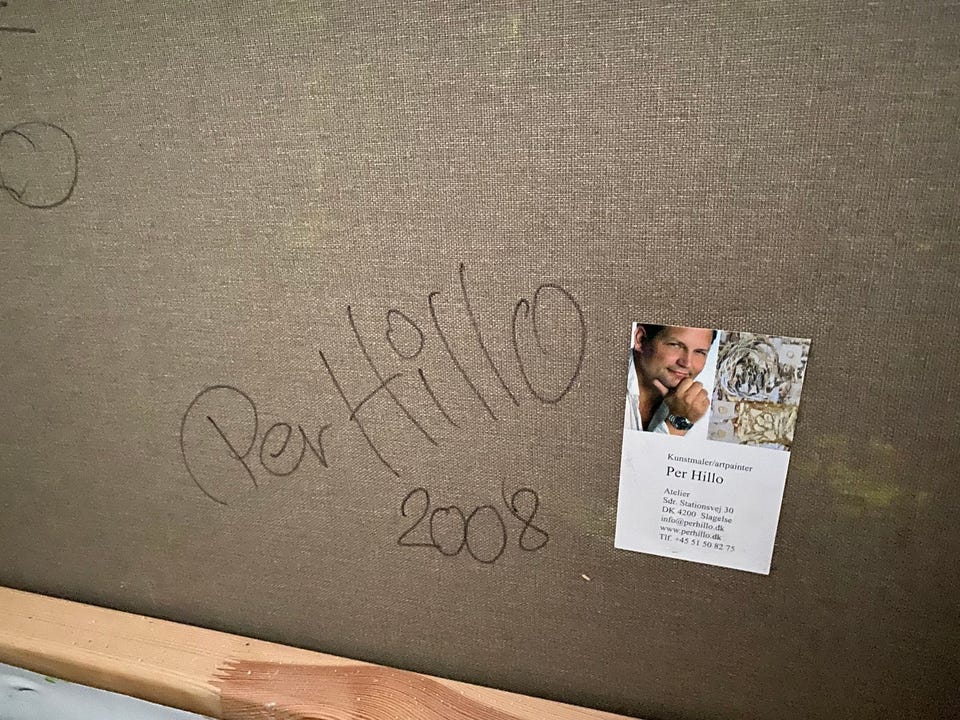 Per Hillo
2008
Kunstmaler/artpainter
Per Hillo
Atelier
Sdr. Stationsvej 30
DK 4200 Slagelse
info@perhillo.dk
www.perhillo.dk
Tlf. +45 51 50 82 75